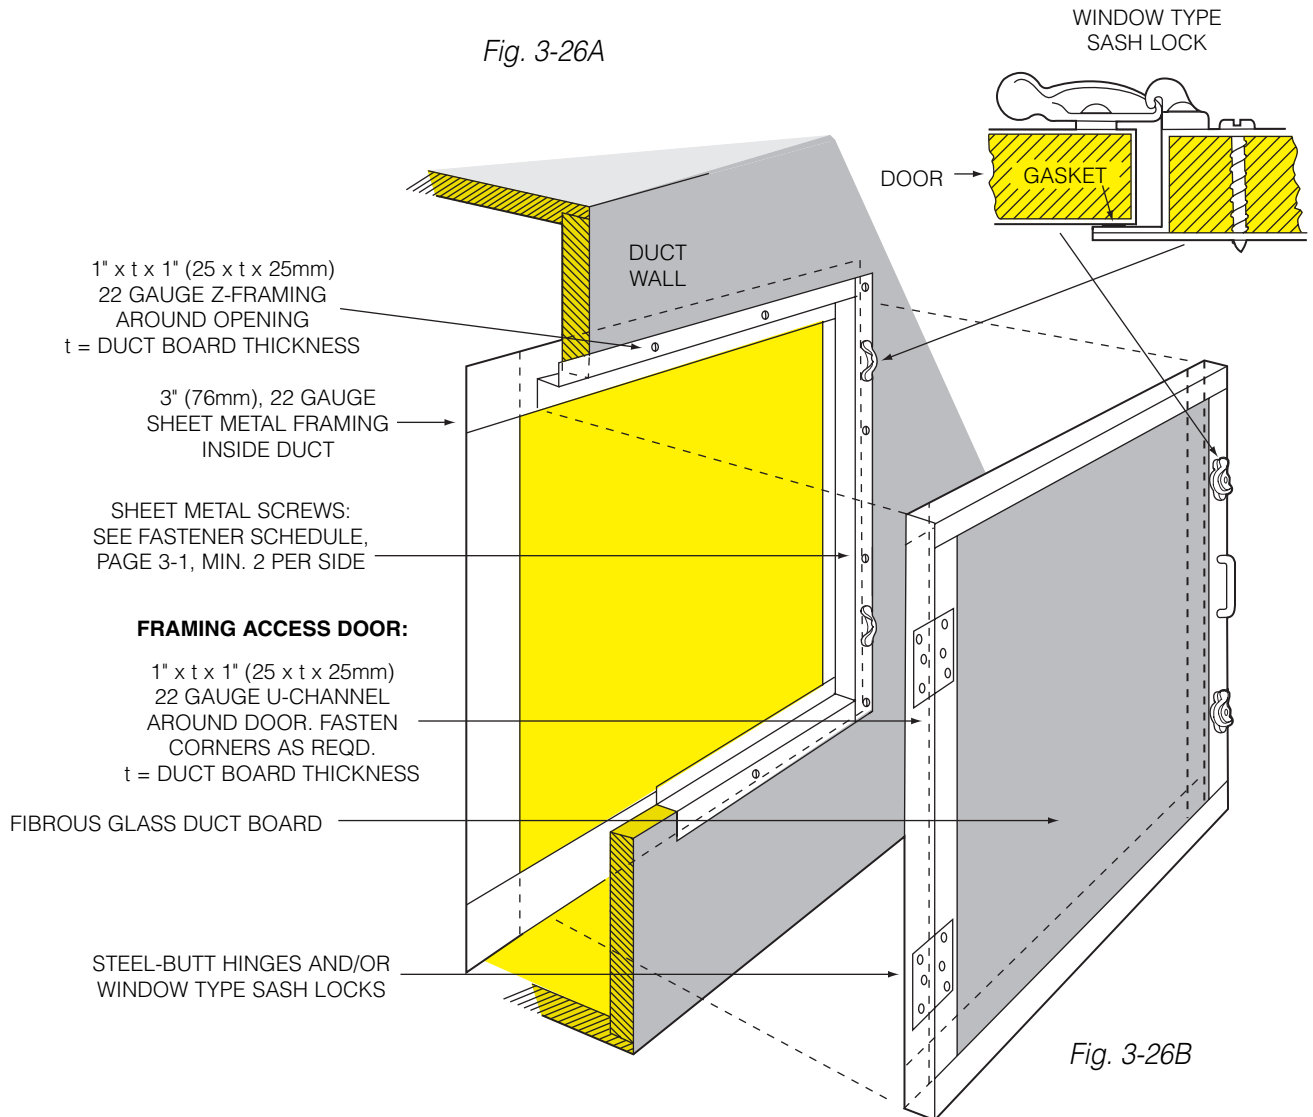 Fig. 3-26A
WINDOW TYPE
SASH LOCK
DOOR
GASKET
DUCT
WALL
1" x t x 1" (25 x t x 25mm)
22 GAUGE Z-FRAMING
AROUND OPENING
t = DUCT BOARD THICKNESS
3" (76mm), 22 GAUGE
SHEET METAL FRAMING
INSIDE DUCT
SHEET METAL SCREWS:
SEE FASTENER SCHEDULE,
PAGE 3-1, MIN. 2 PER SIDE
FRAMING ACCESS DOOR:
1" x t x 1" (25 x t x 25mm)
22 GAUGE U-CHANNEL
AROUND DOOR. FASTEN
CORNERS AS REQD.
t = DUCT BOARD THICKNESS
FIBROUS GLASS DUCT BOARD
STEEL-BUTT HINGES AND/OR
WINDOW TYPE SASH LOCKS
Fig. 3-26B